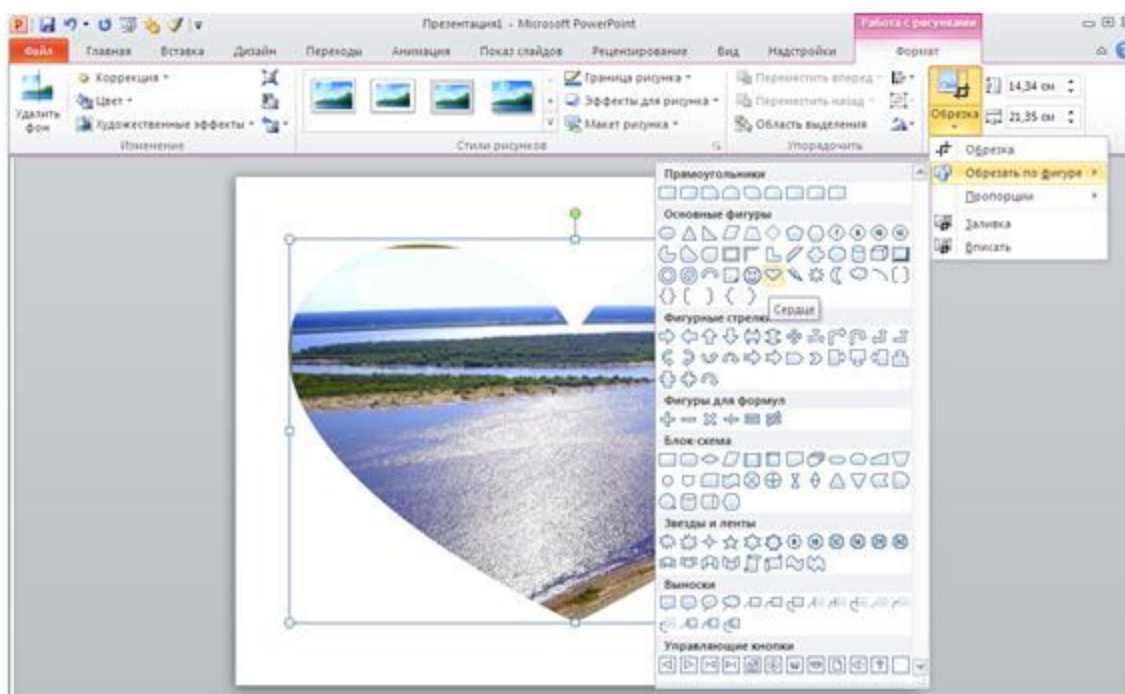 Презентация1 - Microsoft PowerPoint
Работа с рисунками
Файл Главная Вставка Дизайн Переходы Анимация Показ слайдов Рецензирование Вид Надстройки Формат
Удалить фон
Коррекция
Цвет
Художественные эффекты
Изменение
Стили рисунков
Граница рисунка
Эффекты для рисунка
Макет рисунка
Переместить вперед
Переместить назад
Область выделения
Упорядочить
Обрезка
14,34 см
21,35 см
Обрезка
Обрезать по фигуре
Пропорции
Заливка
Вписать
Прямоугольники
Основные фигуры
Сердце
Фигурные стрелки
Фигуры для формул
Блок-схема
Звезды и ленты
Выноски
Управляющие кнопки